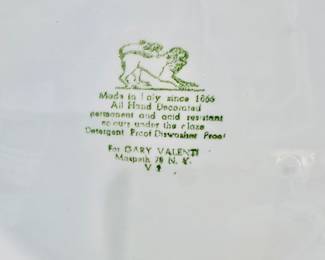 Made in Italy since 1666
All Hand Decorated
permanent and acid resistant
colours under the glaze
Detergent Proof Dishwasher Proof
For GARY VALENTI
Maspeth 78 N. Y.
V